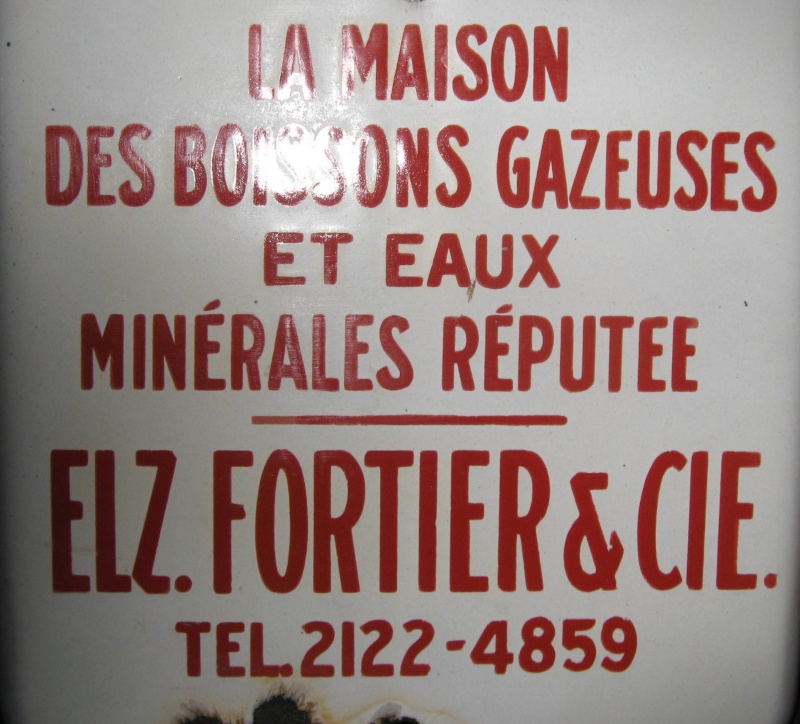 LA MAISON
DES BOISSONS GAZEUSES
ET EAUX
MINÉRALES RÉPUTEE
ELZ. FORTIER & CIE.
TEL. 2122-4859